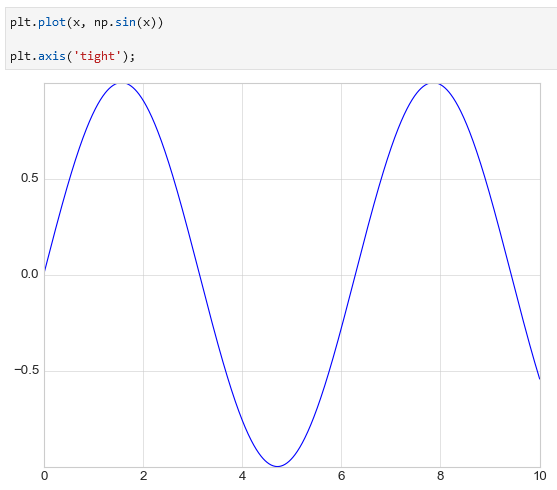 plt.plot(x, np.sin(x))
plt.axis('tight');
0.5
0.0
−0.5
0 2 4 6 8 10